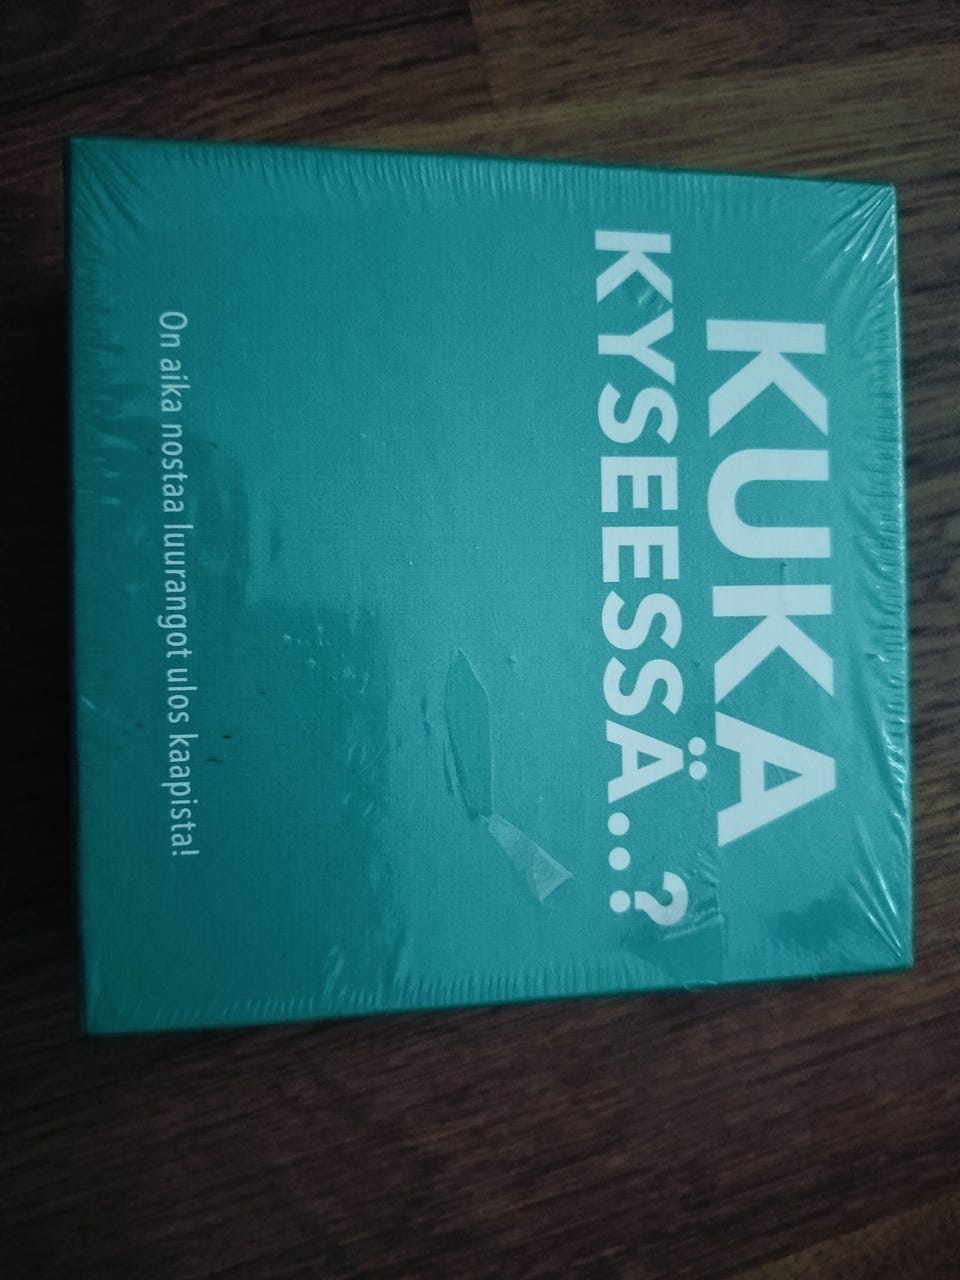 KUKA
KYSEESSÄ...?
On aika nostaa luurangot ulos kaapista!